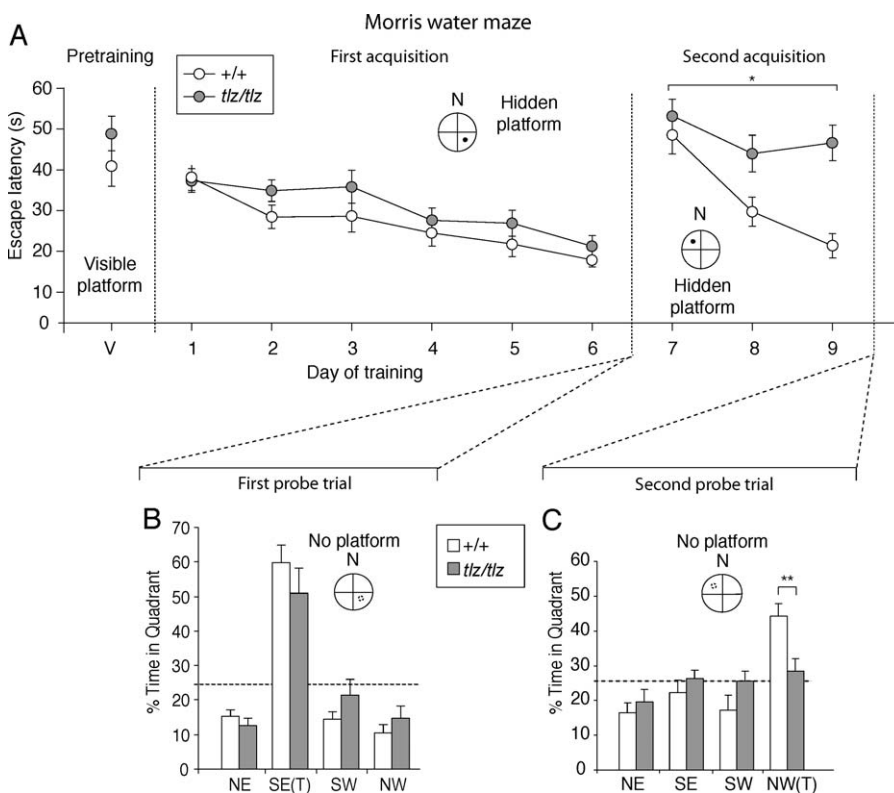 Morris water maze
A
Pretraining
First acquisition
Second acquisition
+/+
tlz/tlz
N
Hidden
platform
*
60
50
40
30
20
10
0
Escape latency (s)
Visible
platform
N
Hidden
platform
V 1 2 3 4 5 6 7 8 9
Day of training
First probe trial
Second probe trial
B
No platform
N
+/+
tlz/tlz
70
60
50
40
30
20
10
0
% Time in Quadrant
NE SE(T) SW NW
C
No platform
N
**
60
50
40
30
20
10
0
% Time in Quadrant
NE SE SW NW(T)